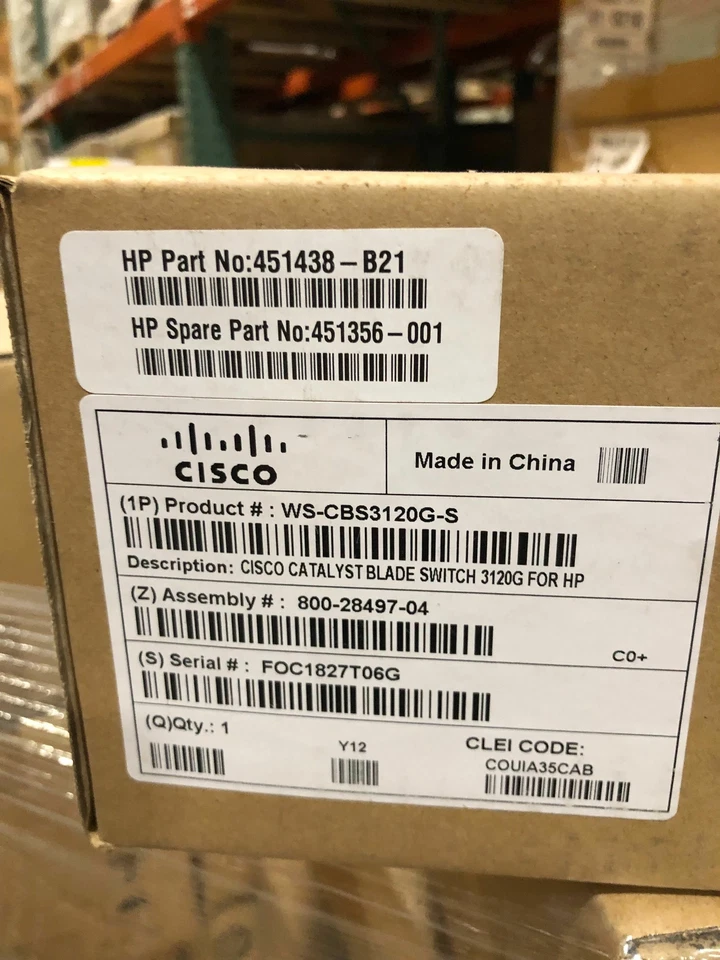 HP Part No:451438-B21
HP Spare Part No:451356-001
CISCO
Made in China
(1P) Product # : WS-CBS3120G-S
Description: CISCO CATALYST BLADE SWITCH 3120G FOR HP
(Z) Assembly # : 800-28497-04
C0+
(S) Serial # : FOC1827T06G
(Q)Qty.: 1
Y12
CLEI CODE:
COUIA35CAB